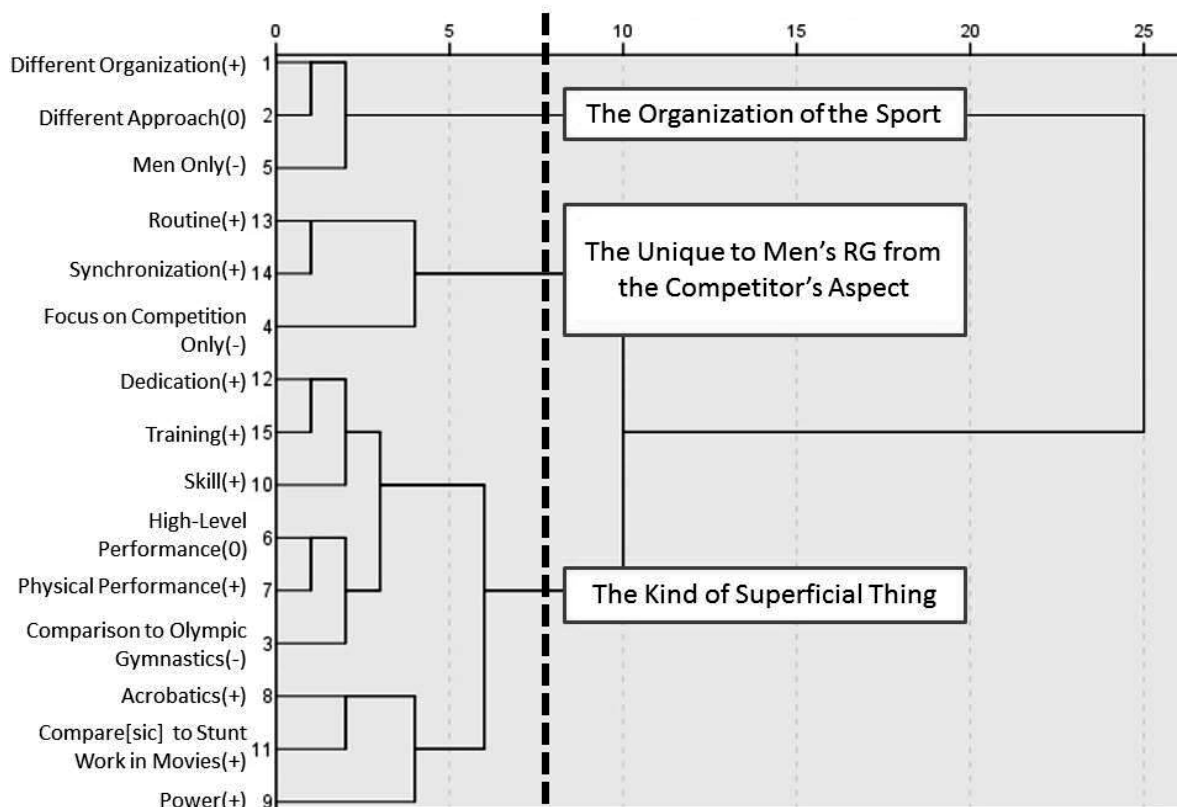 0 5 10 15 20 25
Different Organization(+) 1
Different Approach(0) 2
The Organization of the Sport
Men Only(-) 5
Routine(+) 13
The Unique to Men's RG from
the Competitor's Aspect
Synchronization(+) 14
Focus on Competition
Only(-) 4
Dedication(+) 12
Training(+) 15
Skill(+) 10
High-Level
Performance(0) 6
Physical Performance(+) 7
The Kind of Superficial Thing
Comparison to Olympic
Gymnastics(-) 3
Acrobatics(+) 8
Compare[sic] to Stunt
Work in Movies(+) 11
Power(+) 9